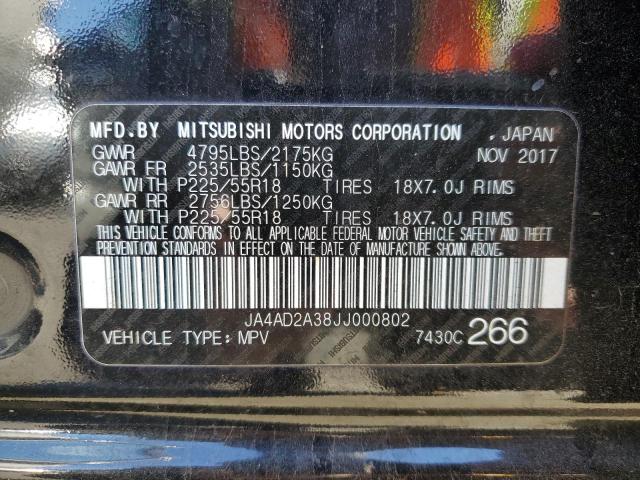 MFD.BY MITSUBISHI MOTORS CORPORATION . JAPAN
GVWR 4795LBS/2175KG NOV 2017
GAWR FR 2535LBS/1150KG
WITH P225/55R18 TIRES 18X7.0J RIMS
GAWR RR 2756LBS/1250KG
WITH P225/55R18 TIRES 18X7.0J RIMS
THIS VEHICLE CONFORMS TO ALL APPLICABLE FEDERAL MOTOR VEHICLE SAFETY AND THEFT
PREVENTION STANDARDS IN EFFECT ON THE DATE OF MANUFACTURE SHOWN ABOVE.
JA4AD2A38JJ000802
VEHICLE TYPE: MPV 7430C 266